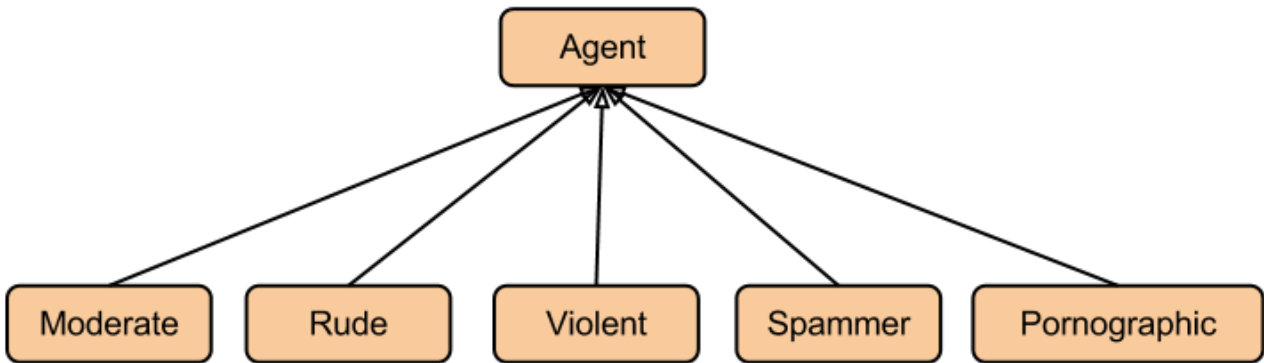 Agent
Moderate
Rude
Violent
Spammer
Pornographic